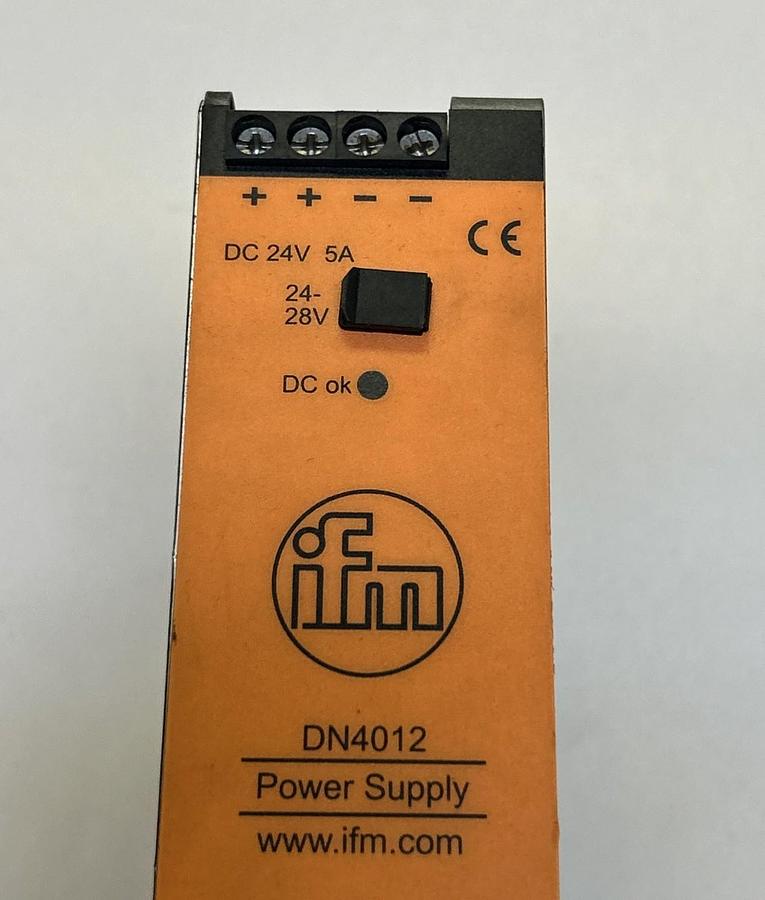 + + − −
CE
DC 24V 5A
24-
28V
DC ok
ifm
DN4012
Power Supply
www.ifm.com